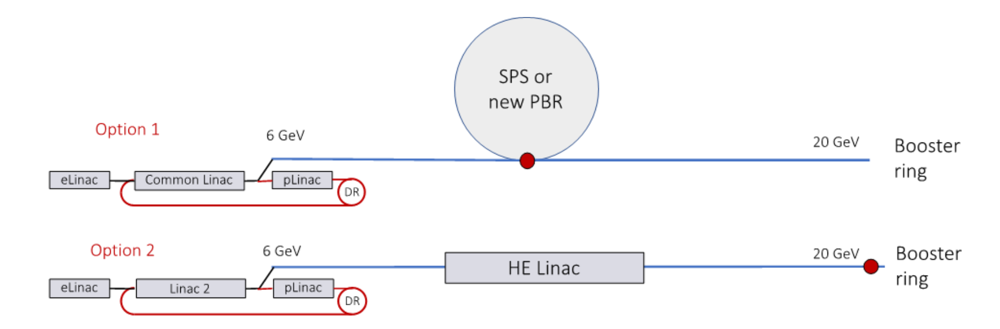 SPS or
new PBR
Option 1
6 GeV
20 GeV
Booster
ring
eLinac
Common Linac
pLinac
DR
Option 2
6 GeV
20 GeV
Booster
ring
HE Linac
eLinac
Linac 2
pLinac
DR